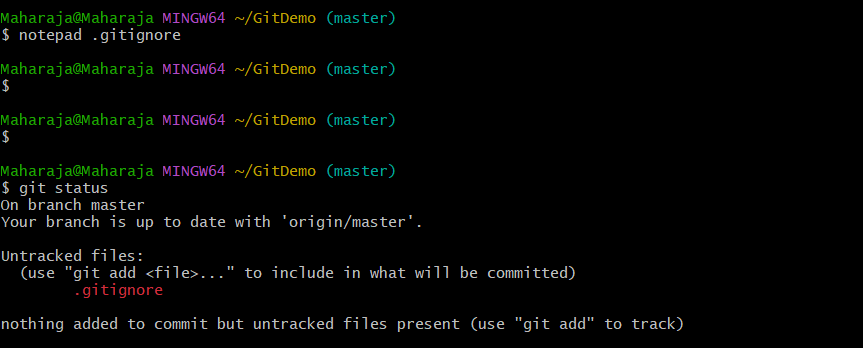 Maharaja@Maharaja MINGW64 ~/GitDemo (master)
$ notepad .gitignore
Maharaja@Maharaja MINGW64 ~/GitDemo (master)
$
Maharaja@Maharaja MINGW64 ~/GitDemo (master)
$
Maharaja@Maharaja MINGW64 ~/GitDemo (master)
$ git status
On branch master
Your branch is up to date with 'origin/master'.
Untracked files:
  (use "git add <file>..." to include in what will be committed)
        .gitignore
nothing added to commit but untracked files present (use "git add" to track)